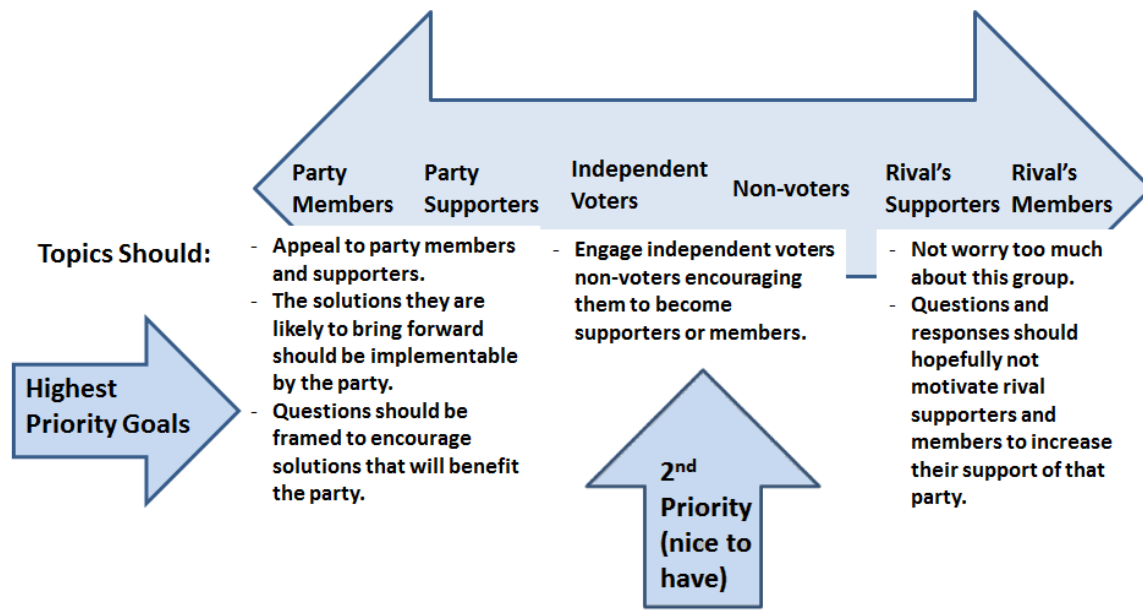 Party
Members
Party
Supporters
Independent
Voters
Non-voters
Rival's
Supporters
Rival's
Members
Topics Should:
- Appeal to party members
and supporters.
- The solutions they are
likely to bring forward
should be implementable
by the party.
- Questions should be
framed to encourage
solutions that will benefit
the party.
- Engage independent voters
non-voters encouraging
them to become
supporters or members.
- Not worry too much
about this group.
- Questions and
responses should
hopefully not
motivate rival
supporters and
members to increase
their support of that
party.
Highest
Priority Goals
2nd
Priority
(nice to
have)